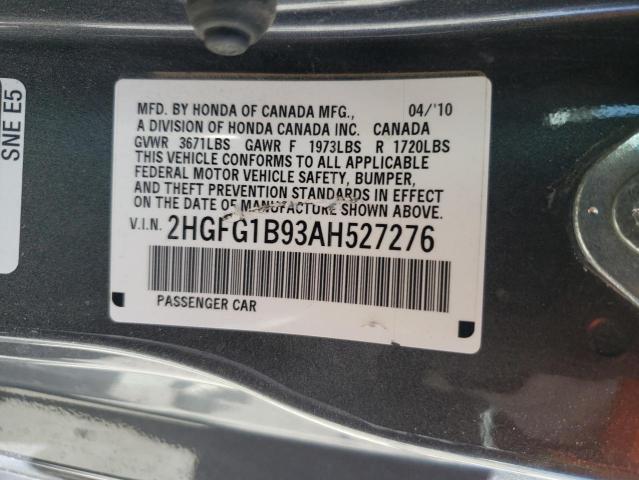 SNE E5
MFD. BY HONDA OF CANADA MFG., 04/'10
A DIVISION OF HONDA CANADA INC. CANADA
GVWR 3671LBS GAWR F 1973LBS R 1720LBS
THIS VEHICLE CONFORMS TO ALL APPLICABLE
FEDERAL MOTOR VEHICLE SAFETY, BUMPER,
AND THEFT PREVENTION STANDARDS IN EFFECT
ON THE DATE OF MANUFACTURE SHOWN ABOVE.
V.I.N. 2HGFG1B93AH527276
PASSENGER CAR